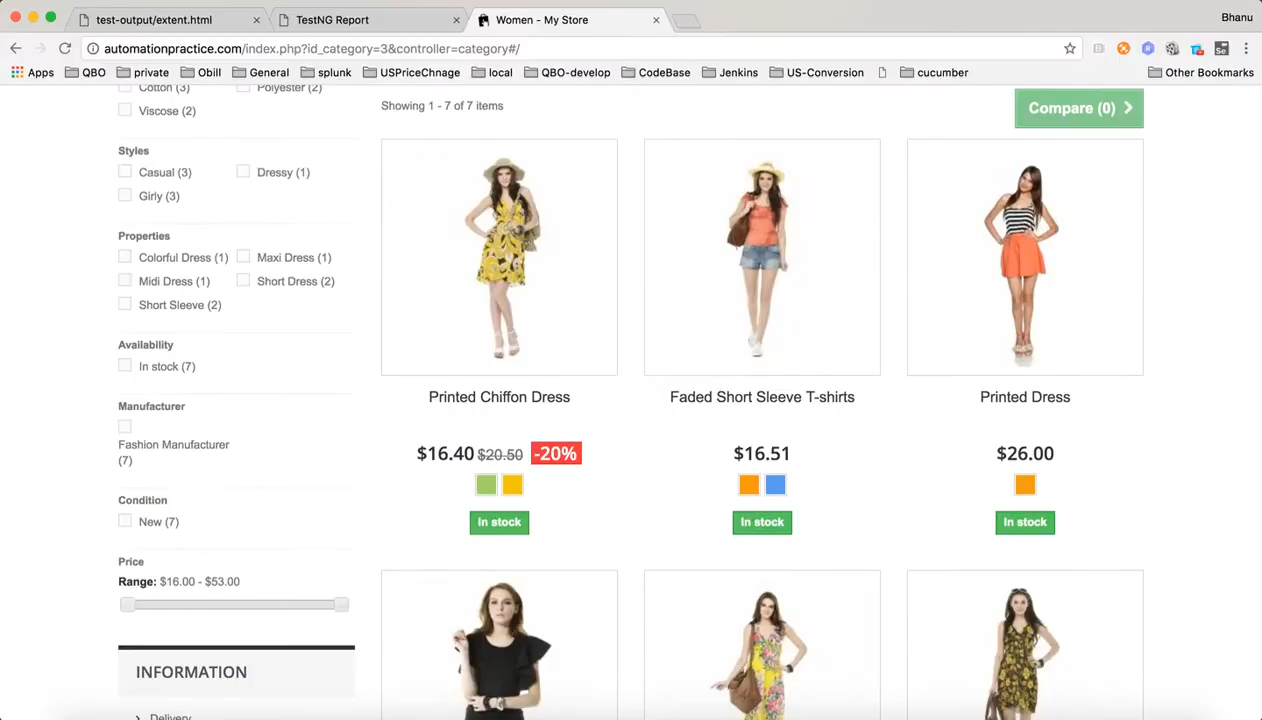 test-output/extent.html
TestNG Report
Women - My Store
Bhanu
automationpractice.com/index.php?id_category=3&controller=category#/
Apps QBO private Obill General splunk USPriceChnage local QBO-develop CodeBase Jenkins US-Conversion cucumber Other Bookmarks
Cotton (3) Polyester (2)
Viscose (2)
Styles
Casual (3) Dressy (1)
Girly (3)
Properties
Colorful Dress (1) Maxi Dress (1)
Midi Dress (1) Short Dress (2)
Short Sleeve (2)
Availability
In stock (7)
Manufacturer
Fashion Manufacturer
(7)
Condition
New (7)
Price
Range: $16.00 - $53.00
INFORMATION
Delivery
Showing 1 - 7 of 7 items
Compare (0)
Printed Chiffon Dress
$16.40 $20.50 -20%
In stock
Faded Short Sleeve T-shirts
$16.51
In stock
Printed Dress
$26.00
In stock